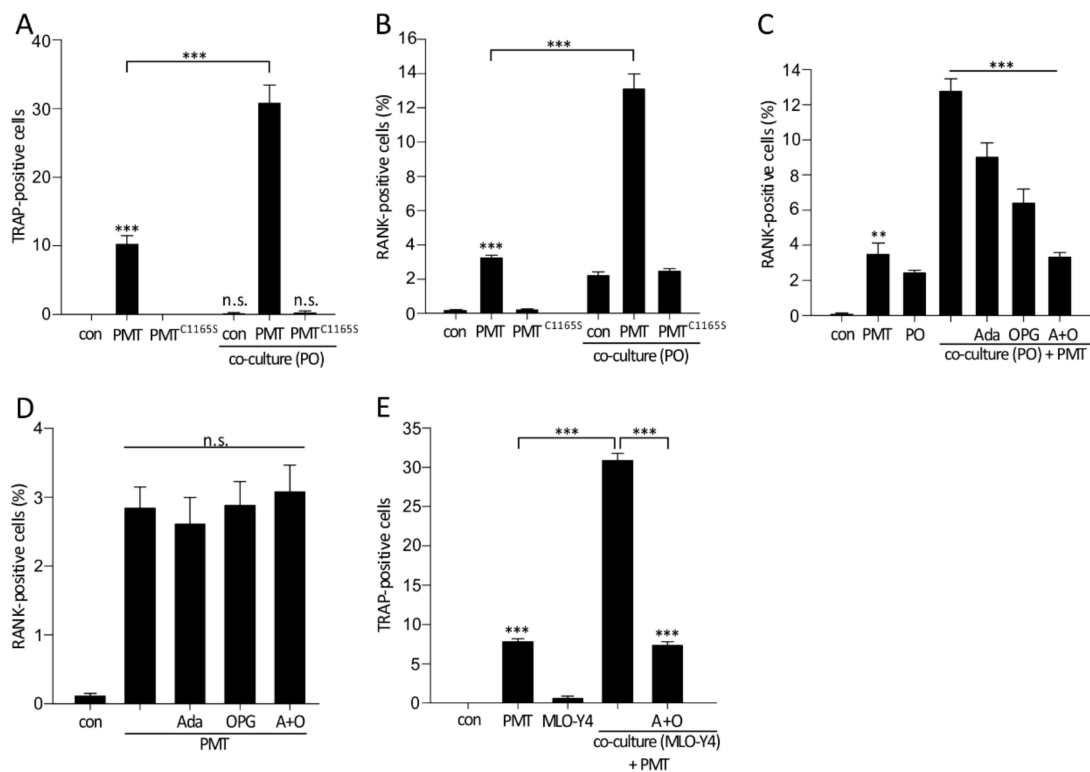 A
TRAP-positive cells
40
30
20
10
0
***
***
n.s.
n.s.
con PMT PMT^C1165S con PMT PMT^C1165S
co-culture (PO)
B
RANK-positive cells (%)
16
14
12
10
8
6
4
2
0
***
***
con PMT PMT^C1165S con PMT PMT^C1165S
co-culture (PO)
C
RANK-positive cells (%)
14
12
10
8
6
4
2
0
***
**
con PMT PO Ada OPG A+O
co-culture (PO) + PMT
D
RANK-positive cells (%)
4
3
2
1
0
n.s.
con Ada OPG A+O
PMT
E
TRAP-positive cells
35
30
25
20
15
10
5
0
*** ***
*** ***
con PMT MLO-Y4 A+O
co-culture (MLO-Y4)
+ PMT